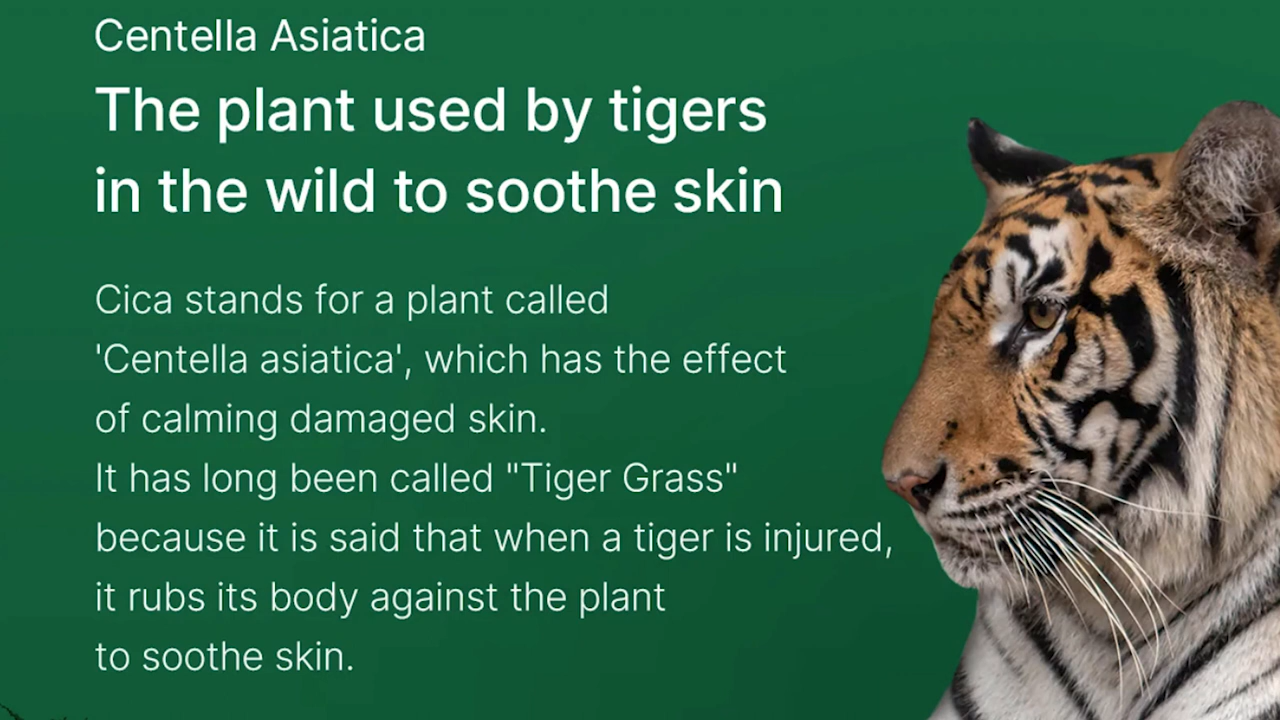 Centella Asiatica
The plant used by tigers
in the wild to soothe skin
Cica stands for a plant called
'Centella asiatica', which has the effect
of calming damaged skin.
It has long been called "Tiger Grass"
because it is said that when a tiger is injured,
it rubs its body against the plant
to soothe skin.